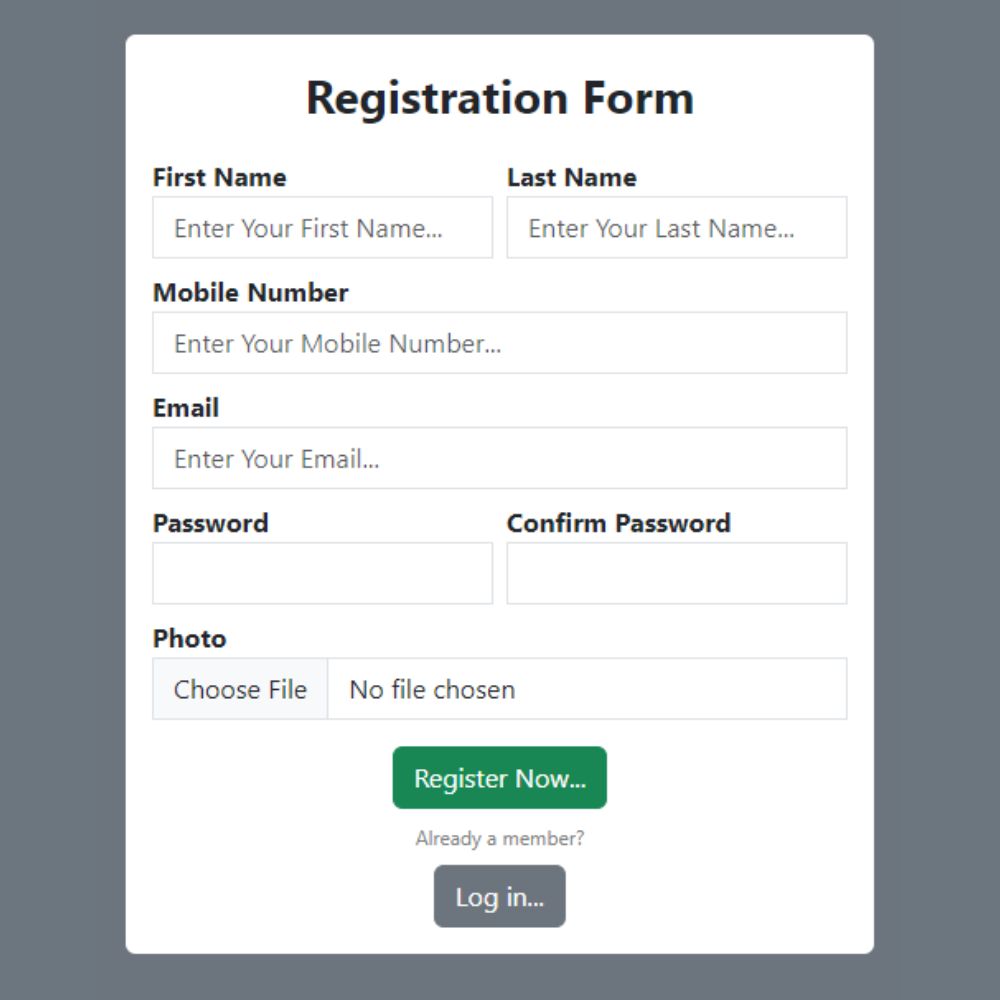 Registration Form
First Name Last Name
Enter Your First Name... Enter Your Last Name...
Mobile Number
Enter Your Mobile Number...
Email
Enter Your Email...
Password Confirm Password
Photo
Choose File No file chosen
Register Now...
Already a member?
Log in...